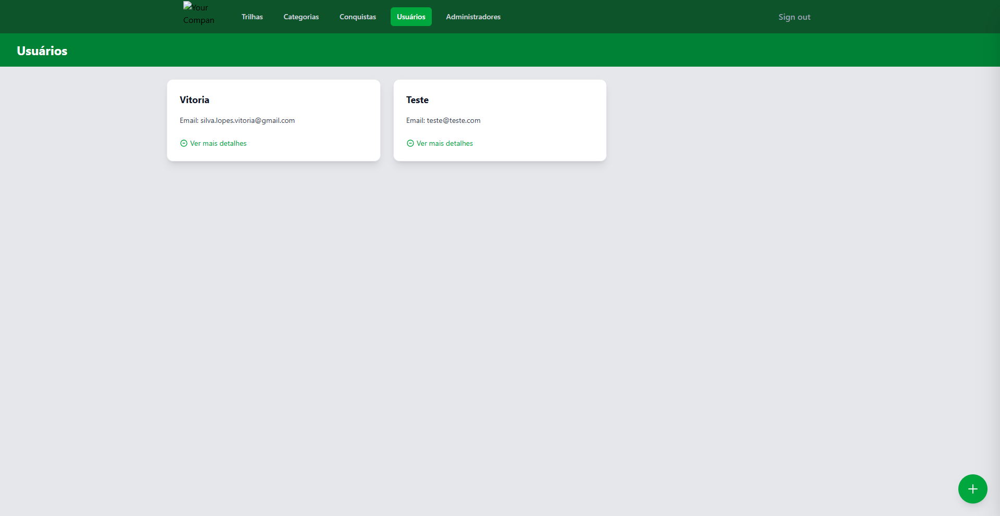 Your
Compan
Trilhas
Categorias
Conquistas
Usuários
Administradores
Sign out
Usuários
Vitoria
Email: silva.lopes.vitoria@gmail.com
Ver mais detalhes
Teste
Email: teste@teste.com
Ver mais detalhes